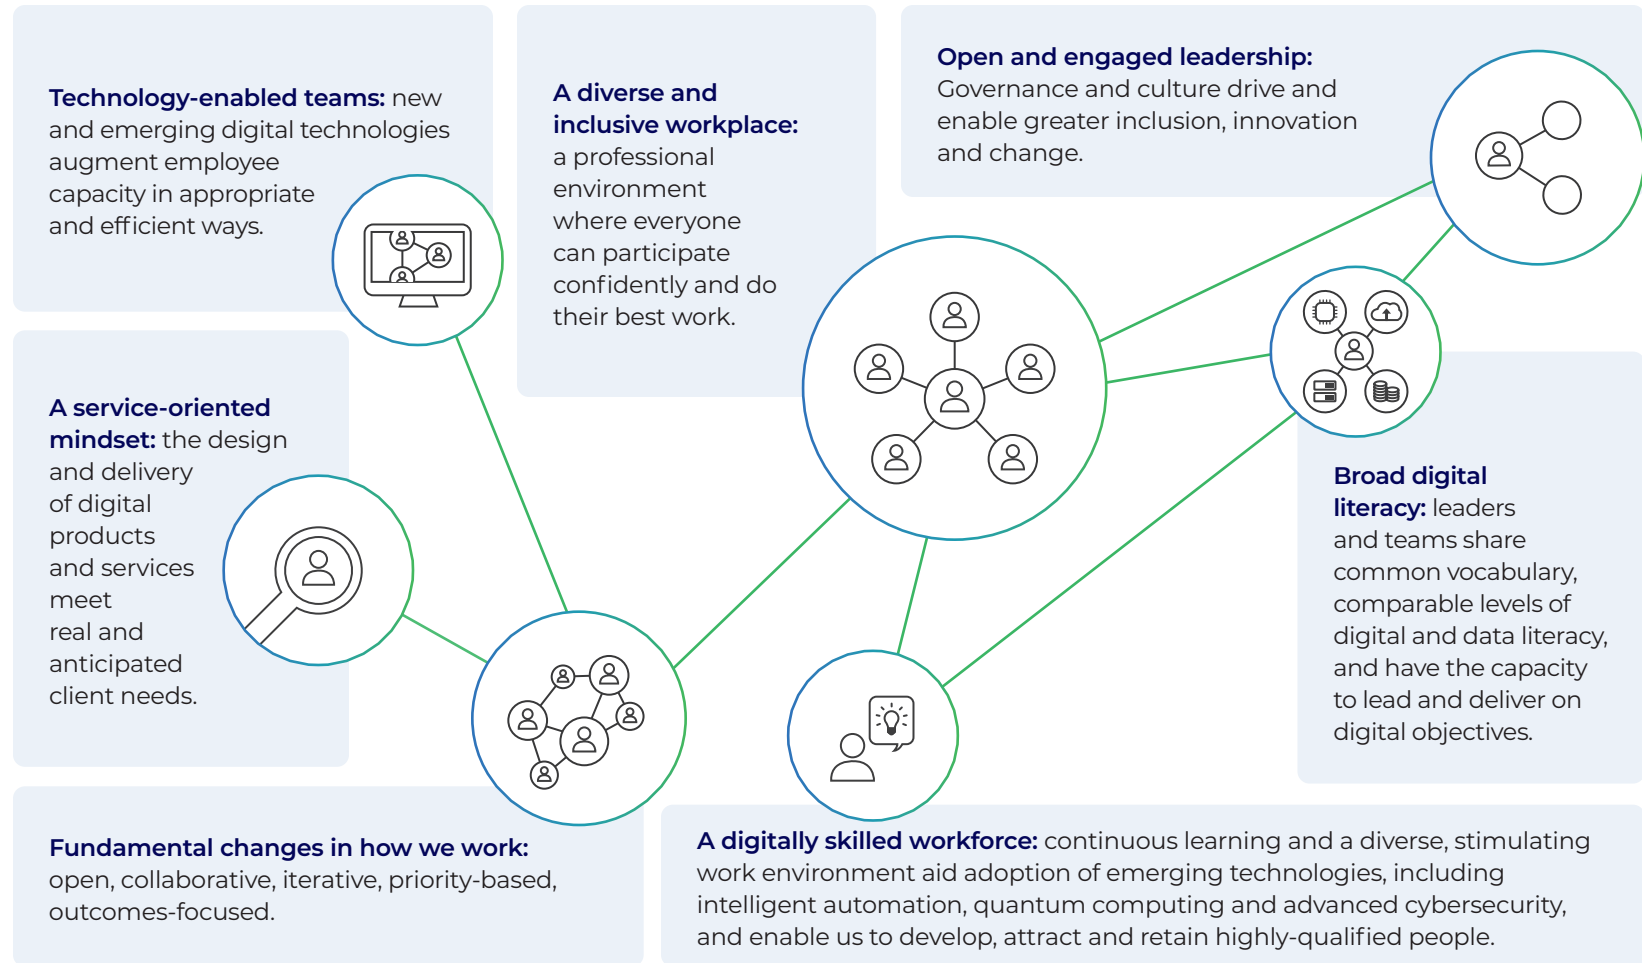 Technology-enabled teams: new
and emerging digital technologies
augment employee
capacity in appropriate
and efficient ways.
A diverse and
inclusive workplace:
a professional
environment
where everyone
can participate
confidently and do
their best work.
Open and engaged leadership:
Governance and culture drive and
enable greater inclusion, innovation
and change.
A service-oriented
mindset: the design
and delivery
of digital
products
and services
meet
real and
anticipated
client needs.
Broad digital
literacy: leaders
and teams share
common vocabulary,
comparable levels of
digital and data literacy,
and have the capacity
to lead and deliver on
digital objectives.
Fundamental changes in how we work:
open, collaborative, iterative, priority-based,
outcomes-focused.
A digitally skilled workforce: continuous learning and a diverse, stimulating
work environment aid adoption of emerging technologies, including
intelligent automation, quantum computing and advanced cybersecurity,
and enable us to develop, attract and retain highly-qualified people.